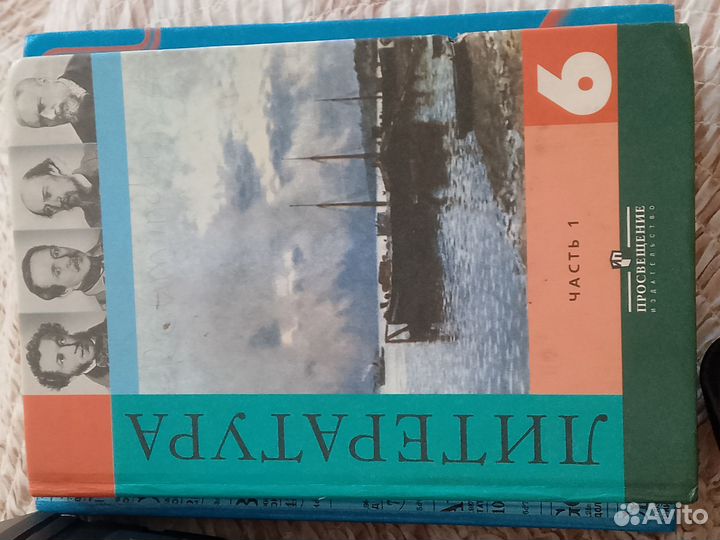 ЛИТЕРАТУРА
6
ЧАСТЬ 1
ПРОСВЕЩЕНИЕ
ИЗДАТЕЛЬСТВО
Avito